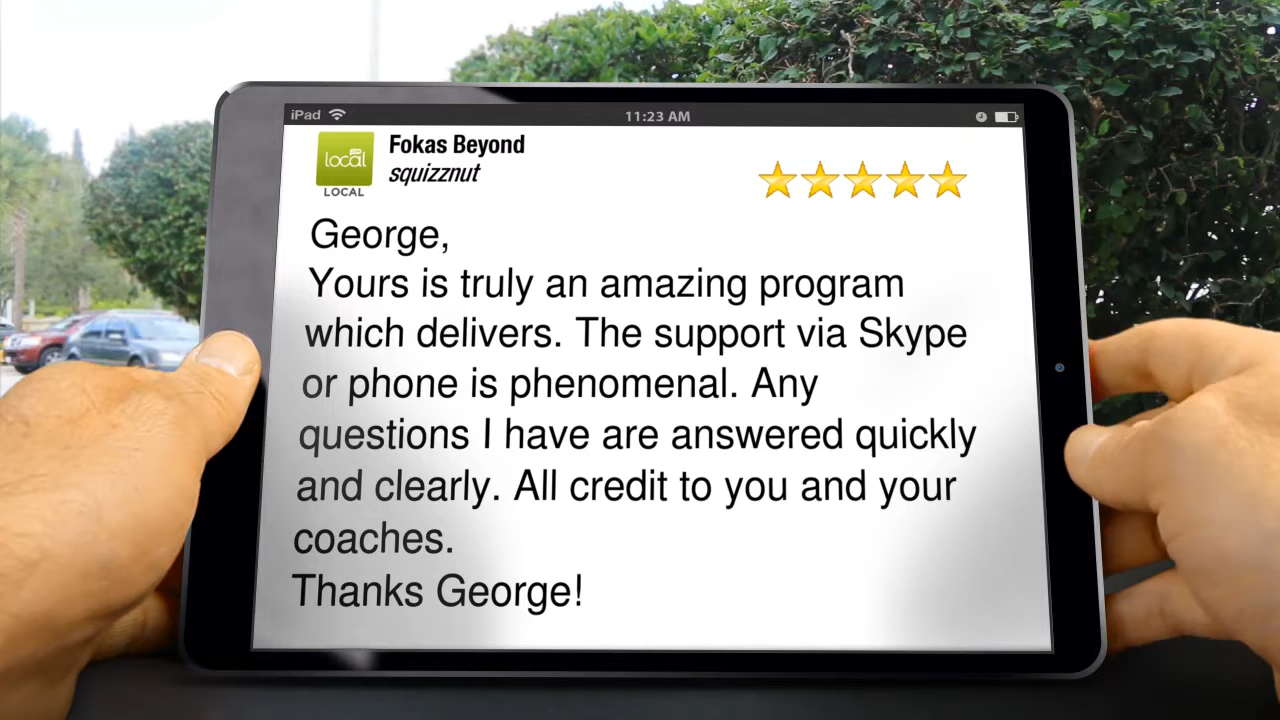 iPad 11:23 AM
local
LOCAL
Fokas Beyond
squizznut
George,
Yours is truly an amazing program
which delivers. The support via Skype
or phone is phenomenal. Any
questions I have are answered quickly
and clearly. All credit to you and your
coaches.
Thanks George!